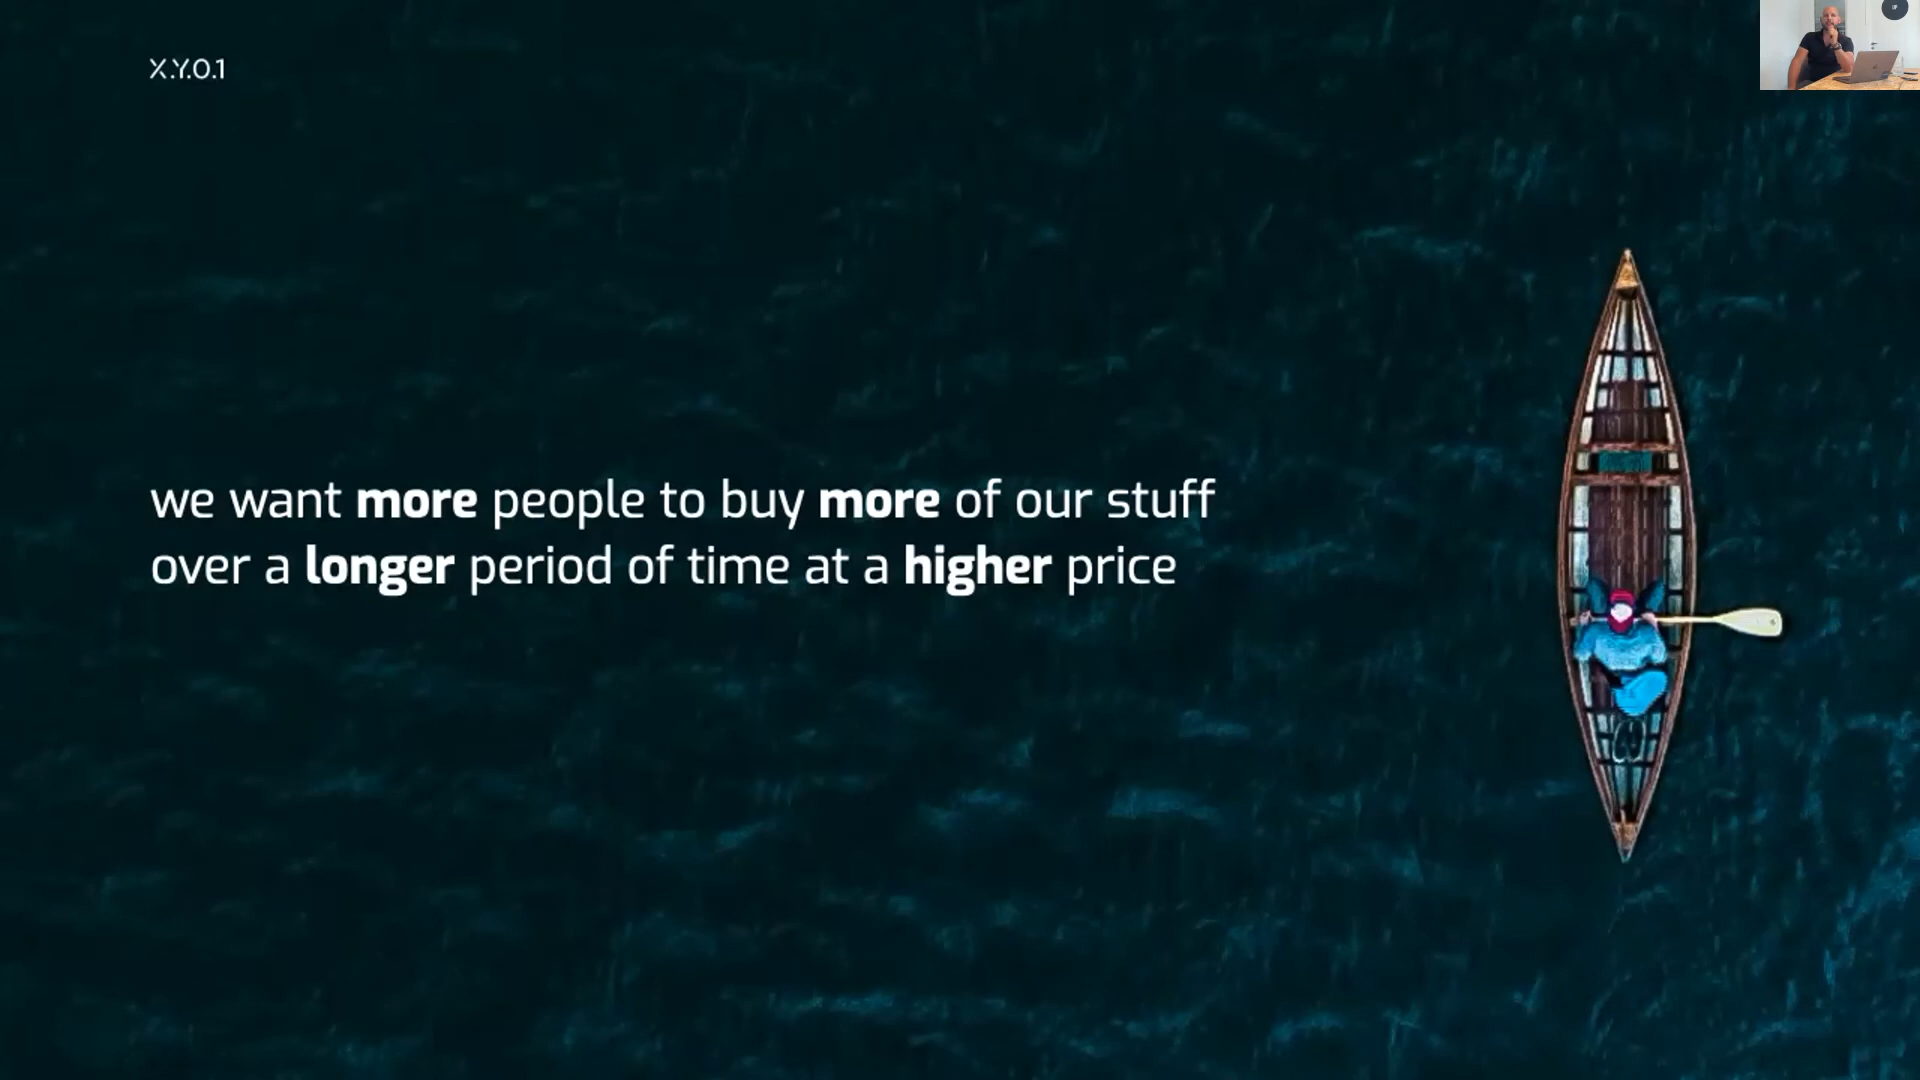 X.Y.0.1
we want more people to buy more of our stuff
over a longer period of time at a higher price